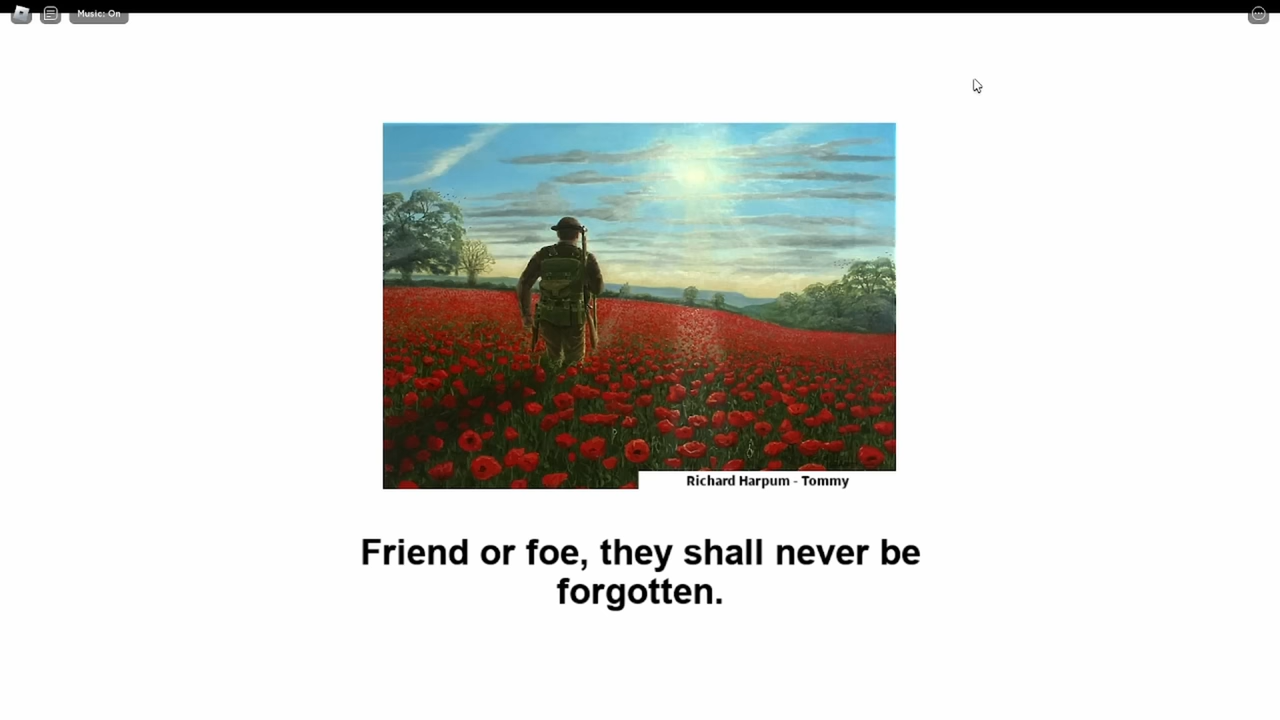 Music: On
Richard Harpum - Tommy
Friend or foe, they shall never be
forgotten.